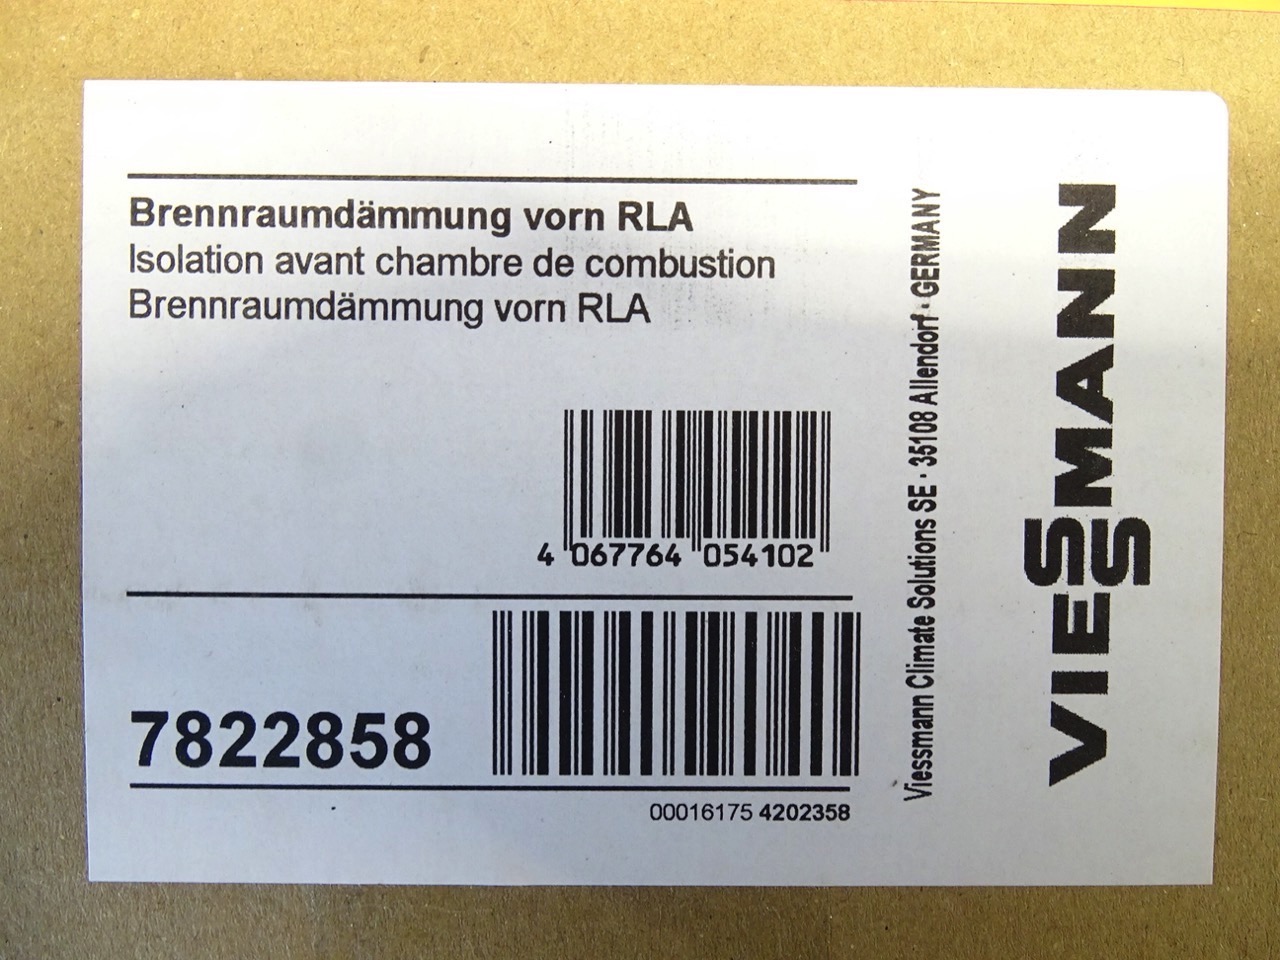 Brennraumdämmung vorn RLA
Isolation avant chambre de combustion
Brennraumdämmung vorn RLA
4 067764 054102
7822858
00016175 4202358
Viessmann Climate Solutions SE · 35108 Allendorf · GERMANY
VIESSMANN